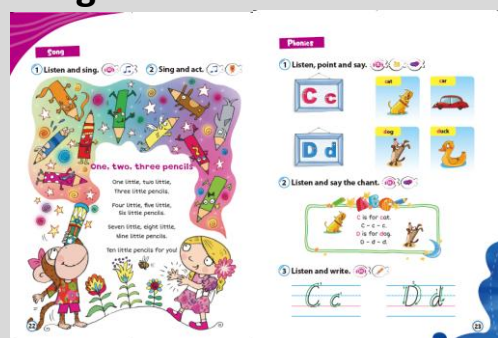 Song
1 Listen and sing.
2 Sing and act.
One, two, three pencils
One little, two little,
Three little pencils.
Four little, five little,
Six little pencils.
Seven little, eight little,
Nine little pencils.
Ten little pencils for you!
22
Phonics
1 Listen, point and say.
C c
cat
car
D d
dog
duck
2 Listen and say the chant.
ABC
C is for cat.
C – c – c.
D is for dog.
D – d – d.
3 Listen and write.
C c
D d
23